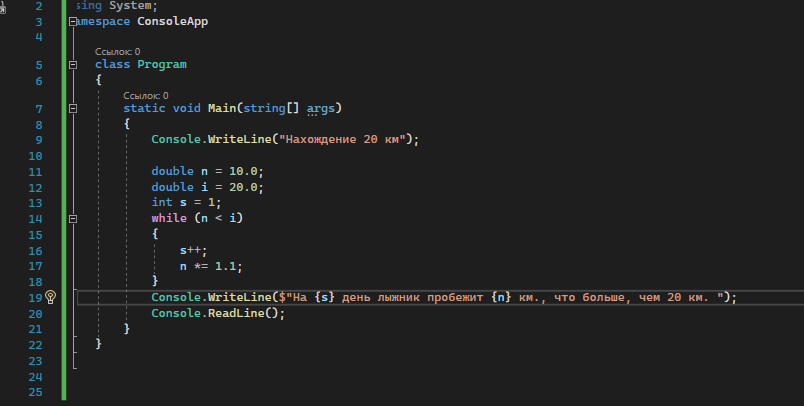 2 sing System;
3 amespace ConsoleApp
4
Ссылок: 0
5 class Program
6 {
Ссылок: 0
7 static void Main(string[] args)
8 {
9 Console.WriteLine("Нахождение 20 км");
10
11 double n = 10.0;
12 double i = 20.0;
13 int s = 1;
14 while (n < i)
15 {
16 s++;
17 n *= 1.1;
18 }
19 Console.WriteLine($"На {s} день лыжник пробежит {n} км., что больше, чем 20 км. ");
20 Console.ReadLine();
21 }
22 }
23
24
25